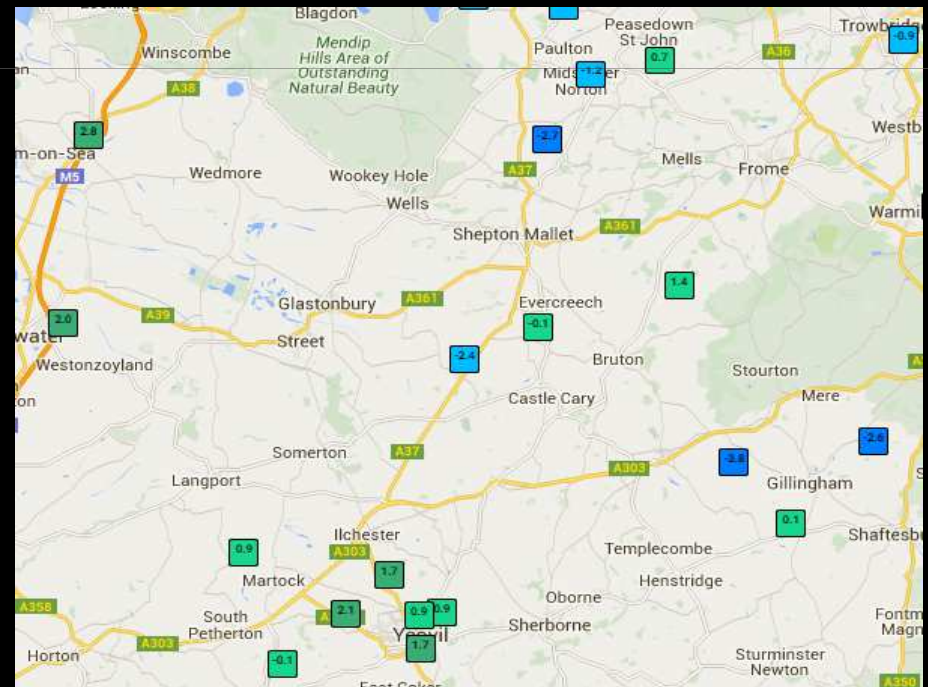 Blagdon
Peasedown
St John
Trowbridge
-0.9
Winscombe
Mendip
Hills Area of
Outstanding
Natural Beauty
Paulton
A36
0.7
-1.2
Norton
A38
2.8
m-on-Sea
-2.7
Westb
M5
Wedmore
Wookey Hole
A37
Mells
Frome
Wells
Warmi
Shepton Mallet
A361
1.4
Glastonbury
A361
Evercreech
2.0
A39
-0.1
water
Street
Westonzoyland
-2.4
Bruton
Stourton
Castle Cary
Mere
Somerton
A37
-2.6
A303
-2.8
Langport
Gillingham
0.1
Ilchester
Shaftesb
0.9
A303
Templecombe
Martock
1.7
Henstridge
Oborne
A358
South
Petherton
2.1
0.9
0.9
Sherborne
Fontm
Magn
Yeovil
A303
1.7
Horton
-0.1
Sturminster
Newton
A350